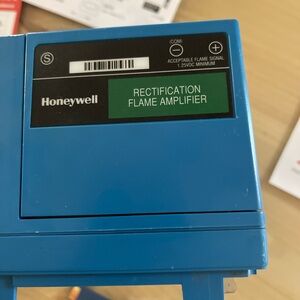 (COM)
S
− +
ACCEPTABLE FLAME SIGNAL
1.25VDC MINIMUM
Honeywell
RECTIFICATION
FLAME AMPLIFIER